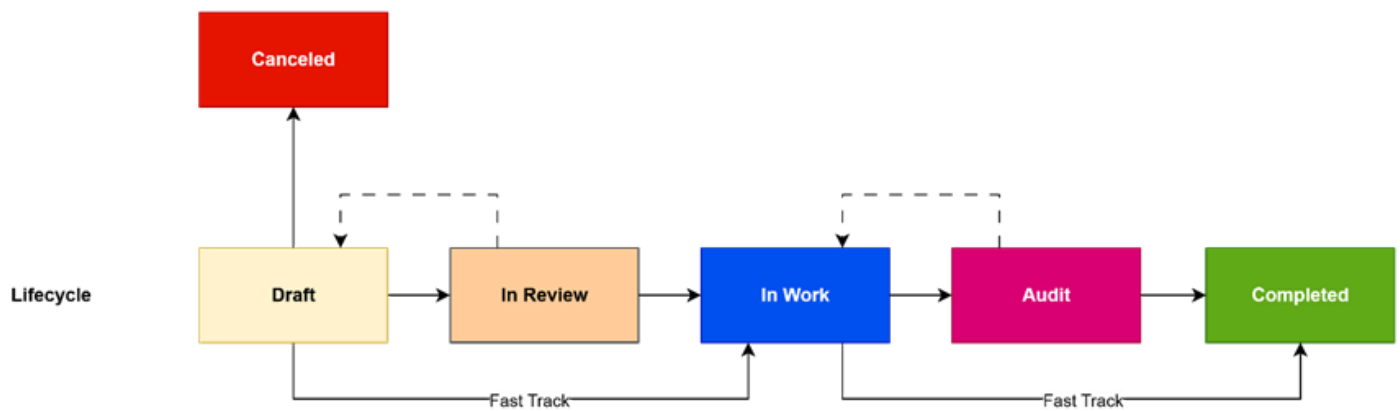 Canceled
Lifecycle
Draft
In Review
In Work
Audit
Completed
Fast Track
Fast Track